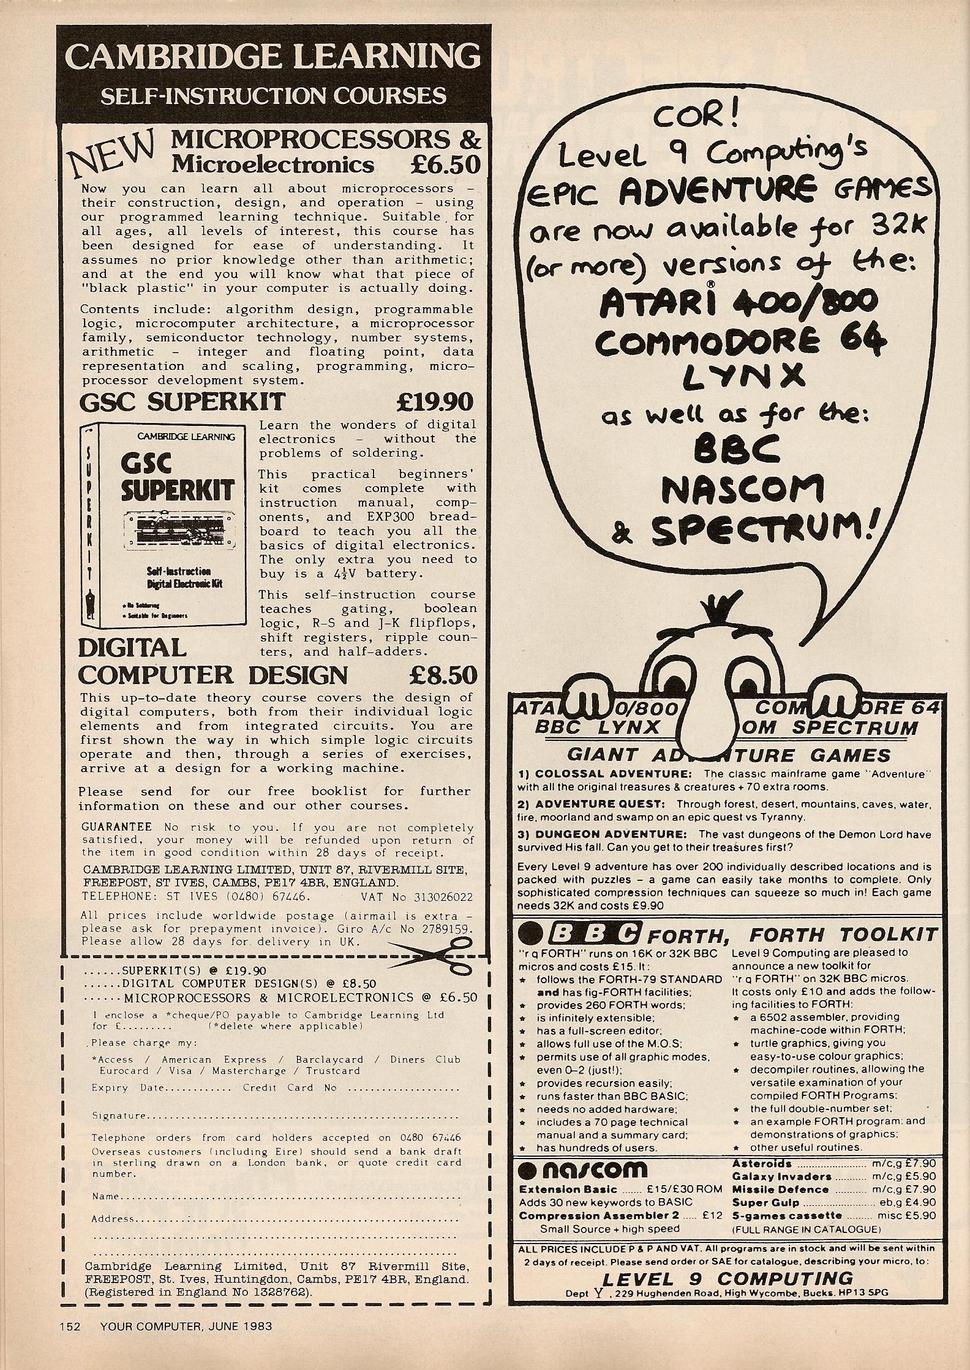 CAMBRIDGE LEARNING
SELF-INSTRUCTION COURSES
NEW
MICROPROCESSORS &
Microelectronics £6.50
Now you can learn all about microprocessors –
their construction, design, and operation – using
our programmed learning technique. Suitable for
all ages, all levels of interest, this course has
been designed for ease of understanding. It
assumes no prior knowledge other than arithmetic;
and at the end you will know what that piece of
"black plastic" in your computer is actually doing.
Contents include: algorithm design, programmable
logic, microcomputer architecture, a microprocessor
family, semiconductor technology, number systems,
arithmetic – integer and floating point, data
representation and scaling, programming, micro-
processor development system.
GSC SUPERKIT £19.90
SUPERKIT
CAMBRIDGE LEARNING
GSC
SUPERKIT
Self-Instruction
Digital Electronic Kit
* No Soldering
* Suitable for Beginners
Learn the wonders of digital
electronics – without the
problems of soldering.
This practical beginners'
kit comes complete with
instruction manual, comp-
onents, and EXP300 bread-
board to teach you all the
basics of digital electronics.
The only extra you need to
buy is a 4½V battery.
This self-instruction course
teaches gating, boolean
logic, R-S and J-K flipflops,
shift registers, ripple coun-
ters, and half-adders.
DIGITAL
COMPUTER DESIGN £8.50
This up-to-date theory course covers the design of
digital computers, both from their individual logic
elements and from integrated circuits. You are
first shown the way in which simple logic circuits
operate and then, through a series of exercises,
arrive at a design for a working machine.
Please send for our free booklet for further
information on these and our other courses.
GUARANTEE No risk to you. If you are not completely
satisfied, your money will be refunded upon return of
the item in good condition within 28 days of receipt.
CAMBRIDGE LEARNING LIMITED, UNIT 87, RIVERMILL SITE,
FREEPOST, ST IVES, CAMBS, PE17 4BR, ENGLAND.
TELEPHONE: ST IVES (0480) 67446. VAT No 313026022
All prices include worldwide postage (airmail is extra –
please ask for prepayment invoice). Giro A/c No 2789159.
Please allow 28 days for delivery in UK.
......SUPERKIT(S) @ £19.90
......DIGITAL COMPUTER DESIGN(S) @ £8.50
......MICROPROCESSORS & MICROELECTRONICS @ £6.50
I enclose a *cheque/PO payable to Cambridge Learning Ltd
for £......... (*delete where applicable)
Please charge my:
*Access / American Express / Barclaycard / Diners Club
Eurocard / Visa / Mastercharge / Trustcard
Expiry Date............ Credit Card No ....................
Signature........................................................
Telephone orders from card holders accepted on 0480 67446
Overseas customers (including Eire) should send a bank draft
in sterling drawn on a London bank, or quote credit card
number.
Name.............................................................
Address..........................................................
Cambridge Learning Limited, Unit 87 Rivermill Site,
FREEPOST, St. Ives, Huntingdon, Cambs, PE17 4BR, England.
(Registered in England No 1328762).
COR!
Level 9 Computing's
EPIC ADVENTURE GAMES
are now available for 32K
(or more) versions of the:
ATARI® 400/800
COMMODORE 64
LYNX
as well as for the:
BBC
NASCOM
& SPECTRUM!
ATA 0/800 COM ORE 64
BBC LYNX OM SPECTRUM
GIANT AD TURE GAMES
1) COLOSSAL ADVENTURE: The classic mainframe game "Adventure"
with all the original treasures & creatures + 70 extra rooms.
2) ADVENTURE QUEST: Through forest, desert, mountains, caves, water,
fire, moorland and swamp on an epic quest vs Tyranny.
3) DUNGEON ADVENTURE: The vast dungeons of the Demon Lord have
survived His fall. Can you get to their treasures first?
Every Level 9 adventure has over 200 individually described locations and is
packed with puzzles – a game can easily take months to complete. Only
sophisticated compression techniques can squeeze so much in! Each game
needs 32K and costs £9.90
BBC FORTH, FORTH TOOLKIT
"r q FORTH" runs on 16K or 32K BBC
micros and costs £15. It:
* follows the FORTH-79 STANDARD
and has fig-FORTH facilities;
* provides 260 FORTH words;
* is infinitely extensible;
* has a full-screen editor;
* allows full use of the M.O.S;
* permits use of all graphic modes,
even 0–2 (just!);
* provides recursion easily;
* runs faster than BBC BASIC;
* needs no added hardware;
* includes a 70 page technical
manual and a summary card;
* has hundreds of users.
Level 9 Computing are pleased to
announce a new toolkit for
"r q FORTH" on 32K BBC micros.
It costs only £10 and adds the follow-
ing facilities to FORTH:
* a 6502 assembler, providing
machine-code within FORTH;
* turtle graphics, giving you
easy-to-use colour graphics;
* decompiler routines, allowing the
versatile examination of your
compiled FORTH Programs;
* the full double-number set;
* an example FORTH program: and
demonstrations of graphics;
* other useful routines.
nascom
Extension Basic ...... £15/£30 ROM
Adds 30 new keywords to BASIC
Compression Assembler 2 .... £12
Small Source + high speed
Asteroids ...................... m/c,g £7.90
Galaxy Invaders ............ m/c,g £5.90
Missile Defence ............ m/c,g £7.90
Super Gulp ...................... eb,g £4.90
5-games cassette ......... misc £5.90
(FULL RANGE IN CATALOGUE)
ALL PRICES INCLUDE P & P AND VAT. All programs are in stock and will be sent within
2 days of receipt. Please send order or SAE for catalogue, describing your micro, to:
LEVEL 9 COMPUTING
Dept Y , 229 Hughenden Road, High Wycombe, Bucks. HP13 5PG
152 YOUR COMPUTER, JUNE 1983